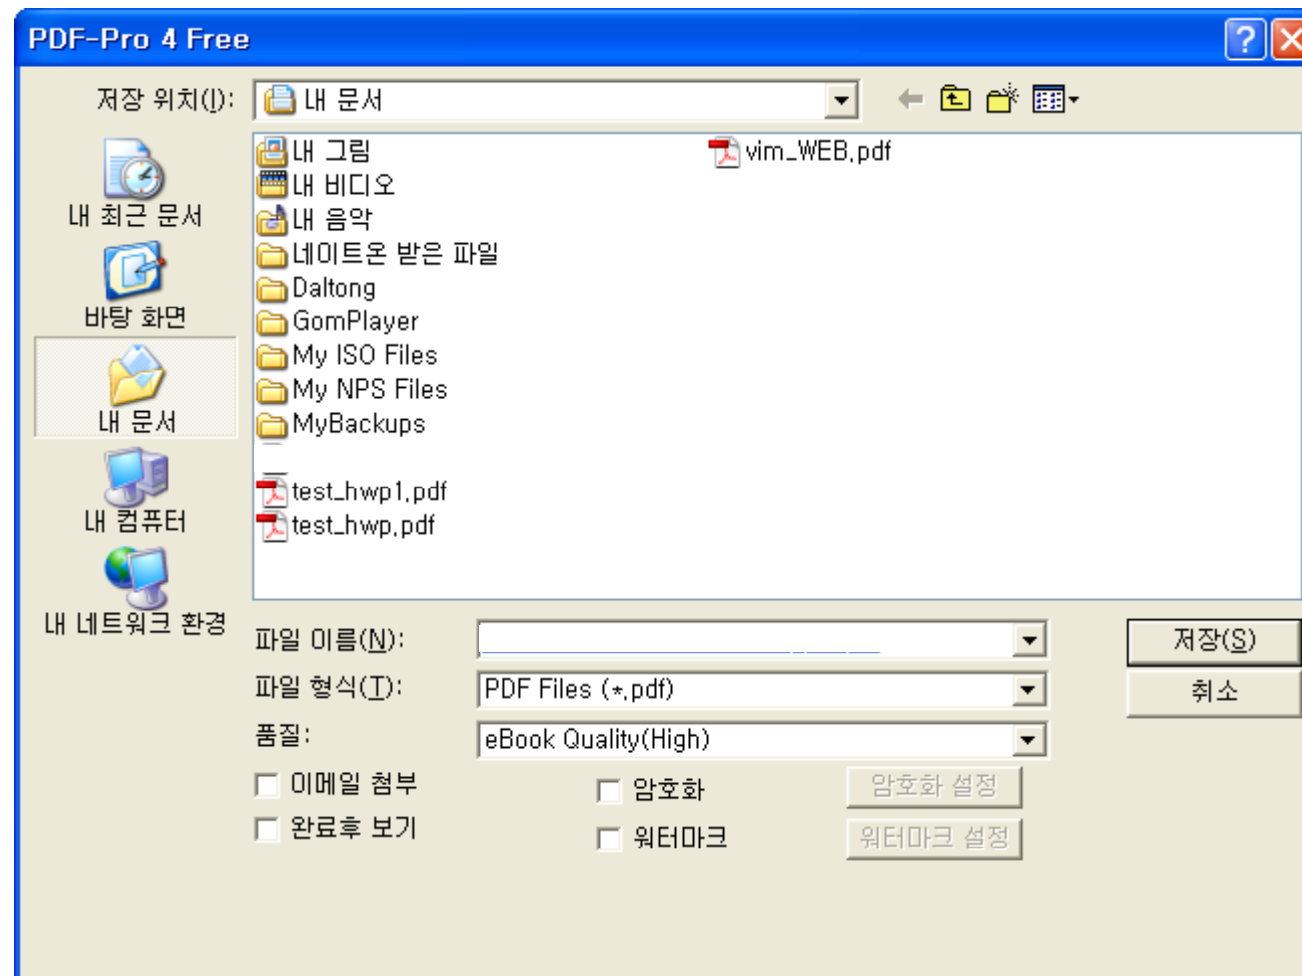 PDF-Pro 4 Free
저장 위치(I): 내 문서
내 최근 문서
바탕 화면
내 문서
내 컴퓨터
내 네트워크 환경
내 그림
내 비디오
내 음악
네이트온 받은 파일
Daltong
GomPlayer
My ISO Files
My NPS Files
MyBackups
test_hwp1.pdf
test_hwp.pdf
vim_WEB.pdf
파일 이름(N):
저장(S)
파일 형식(T): PDF Files (*.pdf)
취소
품질: eBook Quality(High)
이메일 첨부
암호화
암호화 설정
완료후 보기
워터마크
워터마크 설정